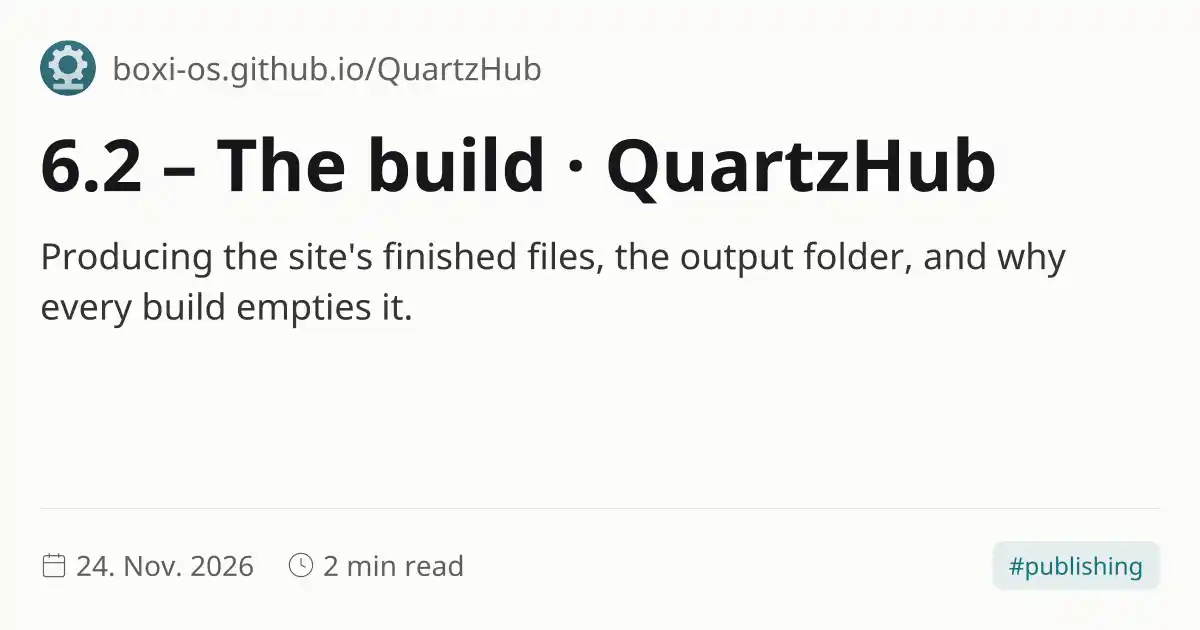 boxi-os.github.io/QuartzHub
6.2 – The build · QuartzHub
Producing the site's finished files, the output folder, and why
every build empties it.
24. Nov. 2026
2 min read
#publishing